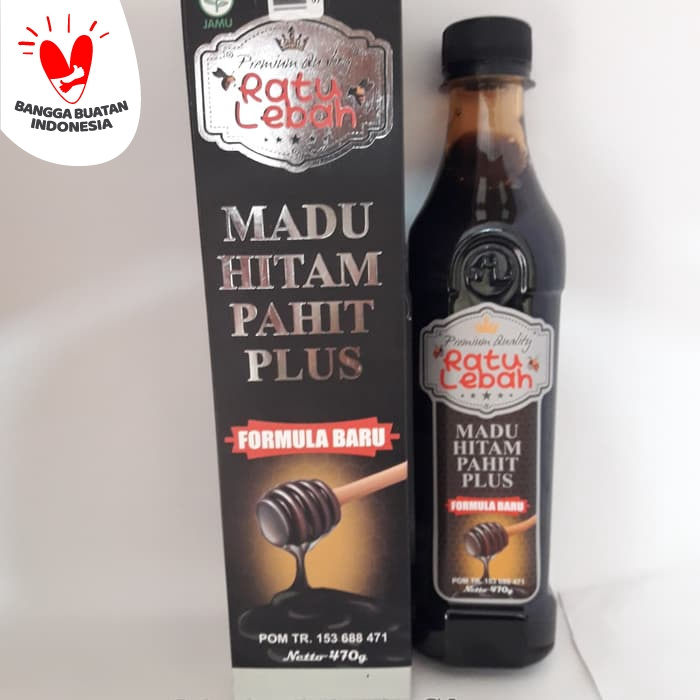 BANGGA BUATAN
INDONESIA
JAMU
Premium Quality
Ratu
Lebah
MADU
HITAM
PAHIT
PLUS
FORMULA BARU
POM TR. 153 688 471
Netto 470g
Premium Quality
Ratu
Lebah
MADU
HITAM
PAHIT
PLUS
FORMULA BARU
POM TR. 153 688 471
Netto 470g